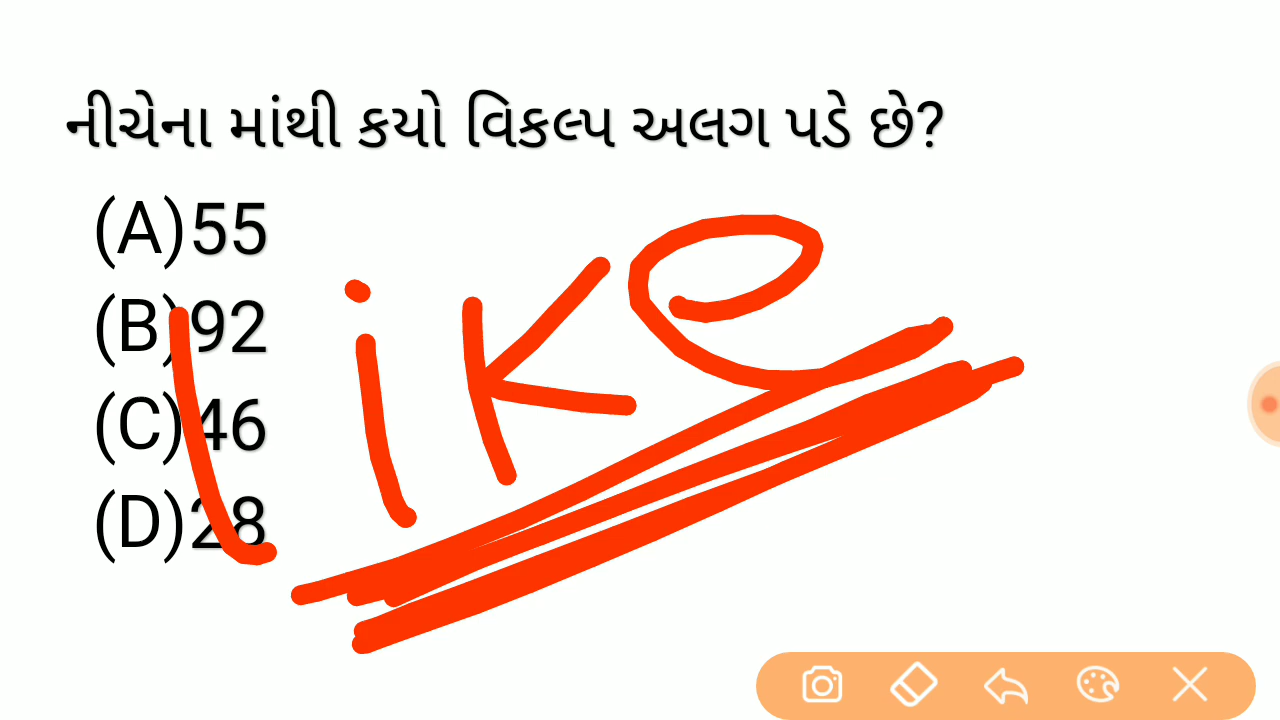 નીચેના માંથી કયો વિકલ્પ અલગ પડે છે?
(A)55
(B)92
(C)46
(D)28
like